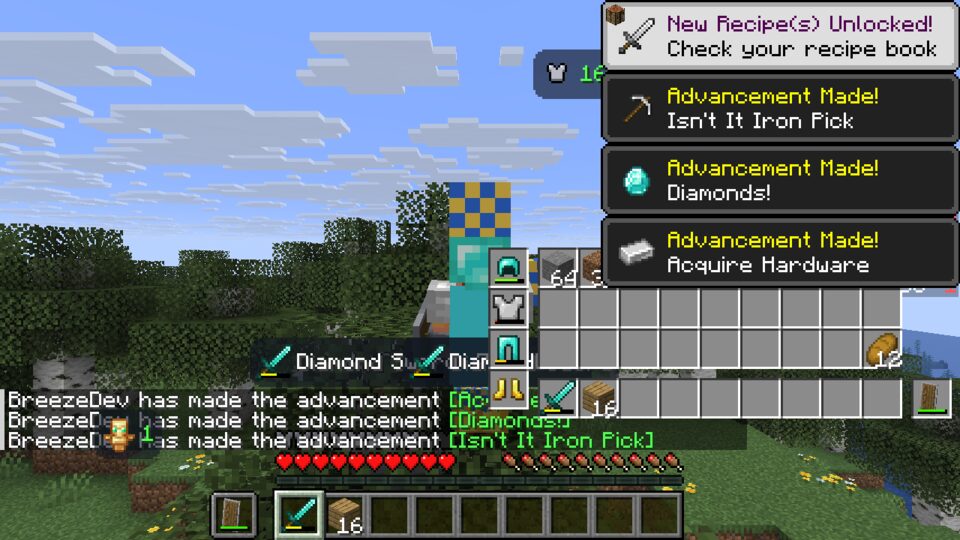 New Recipe(s) Unlocked!
Check your recipe book
16
Advancement Made!
Isn't It Iron Pick
Advancement Made!
Diamonds!
Advancement Made!
Acquire Hardware
64
12
Diamond
BreezeDev has made the advancement
16
BreezeDev has made the advancement [Diamonds!]
1
has made the advancement [Isn't It Iron Pick]
16